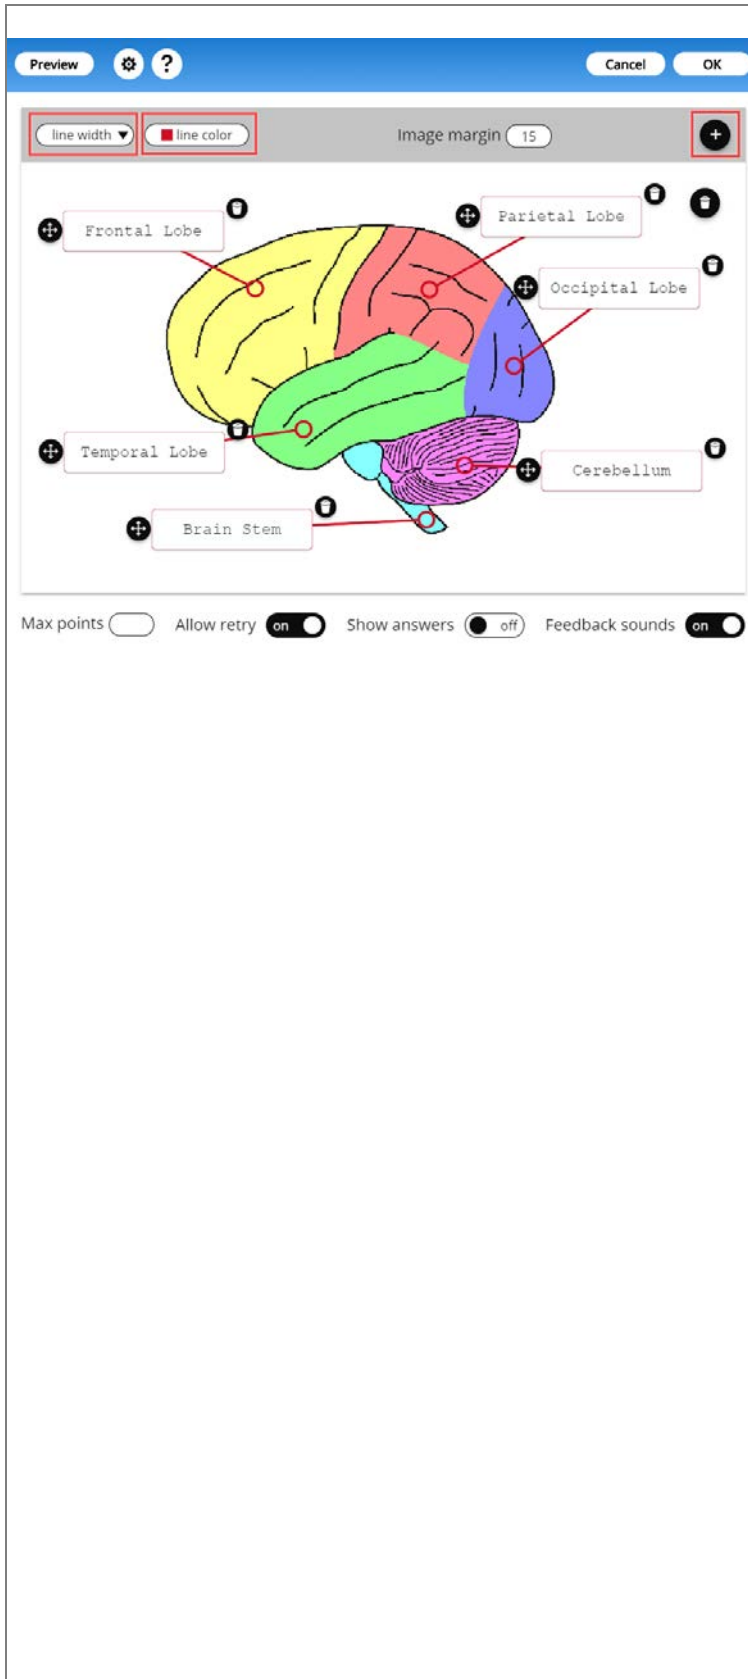 Preview ? Cancel OK
line width line color Image margin 15 +
Frontal Lobe
Parietal Lobe
Occipital Lobe
Temporal Lobe
Cerebellum
Brain Stem
Max points Allow retry on Show answers off Feedback sounds on